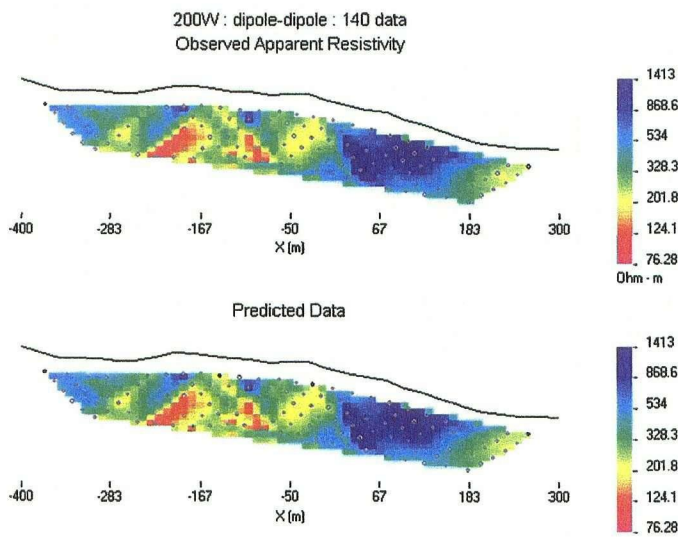 200W : dipole-dipole : 140 data
Observed Apparent Resistivity
1413
868.6
534
328.3
201.8
124.1
76.28
Ohm - m
-400 -283 -167 -50 67 183 300
X (m)
Predicted Data
1413
868.6
534
328.3
201.8
124.1
76.28
-400 -283 -167 -50 67 183 300
X (m)